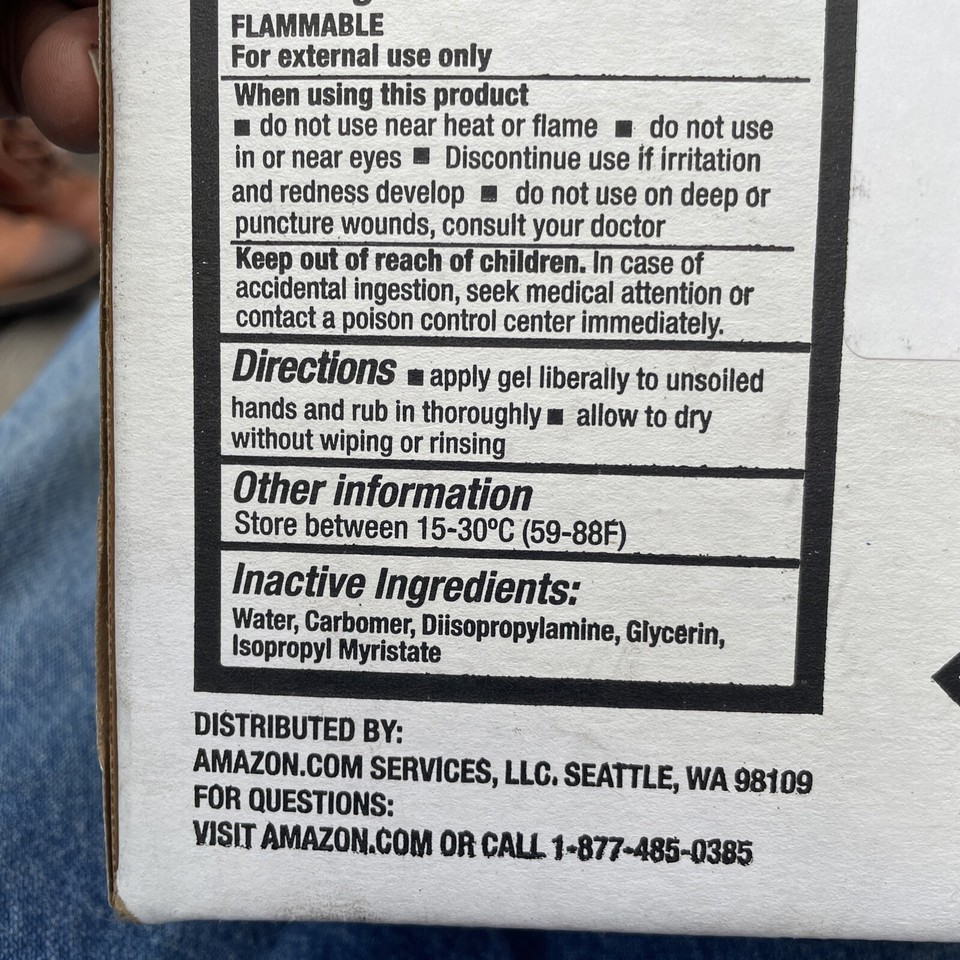 FLAMMABLE
For external use only
When using this product
■ do not use near heat or flame ■ do not use
in or near eyes ■ Discontinue use if irritation
and redness develop ■ do not use on deep or
puncture wounds, consult your doctor
Keep out of reach of children. In case of
accidental ingestion, seek medical attention or
contact a poison control center immediately.
Directions ■ apply gel liberally to unsoiled
hands and rub in thoroughly ■ allow to dry
without wiping or rinsing
Other information
Store between 15-30ºC (59-88F)
Inactive Ingredients:
Water, Carbomer, Diisopropylamine, Glycerin,
Isopropyl Myristate
DISTRIBUTED BY:
AMAZON.COM SERVICES, LLC. SEATTLE, WA 98109
FOR QUESTIONS:
VISIT AMAZON.COM OR CALL 1-877-485-0385